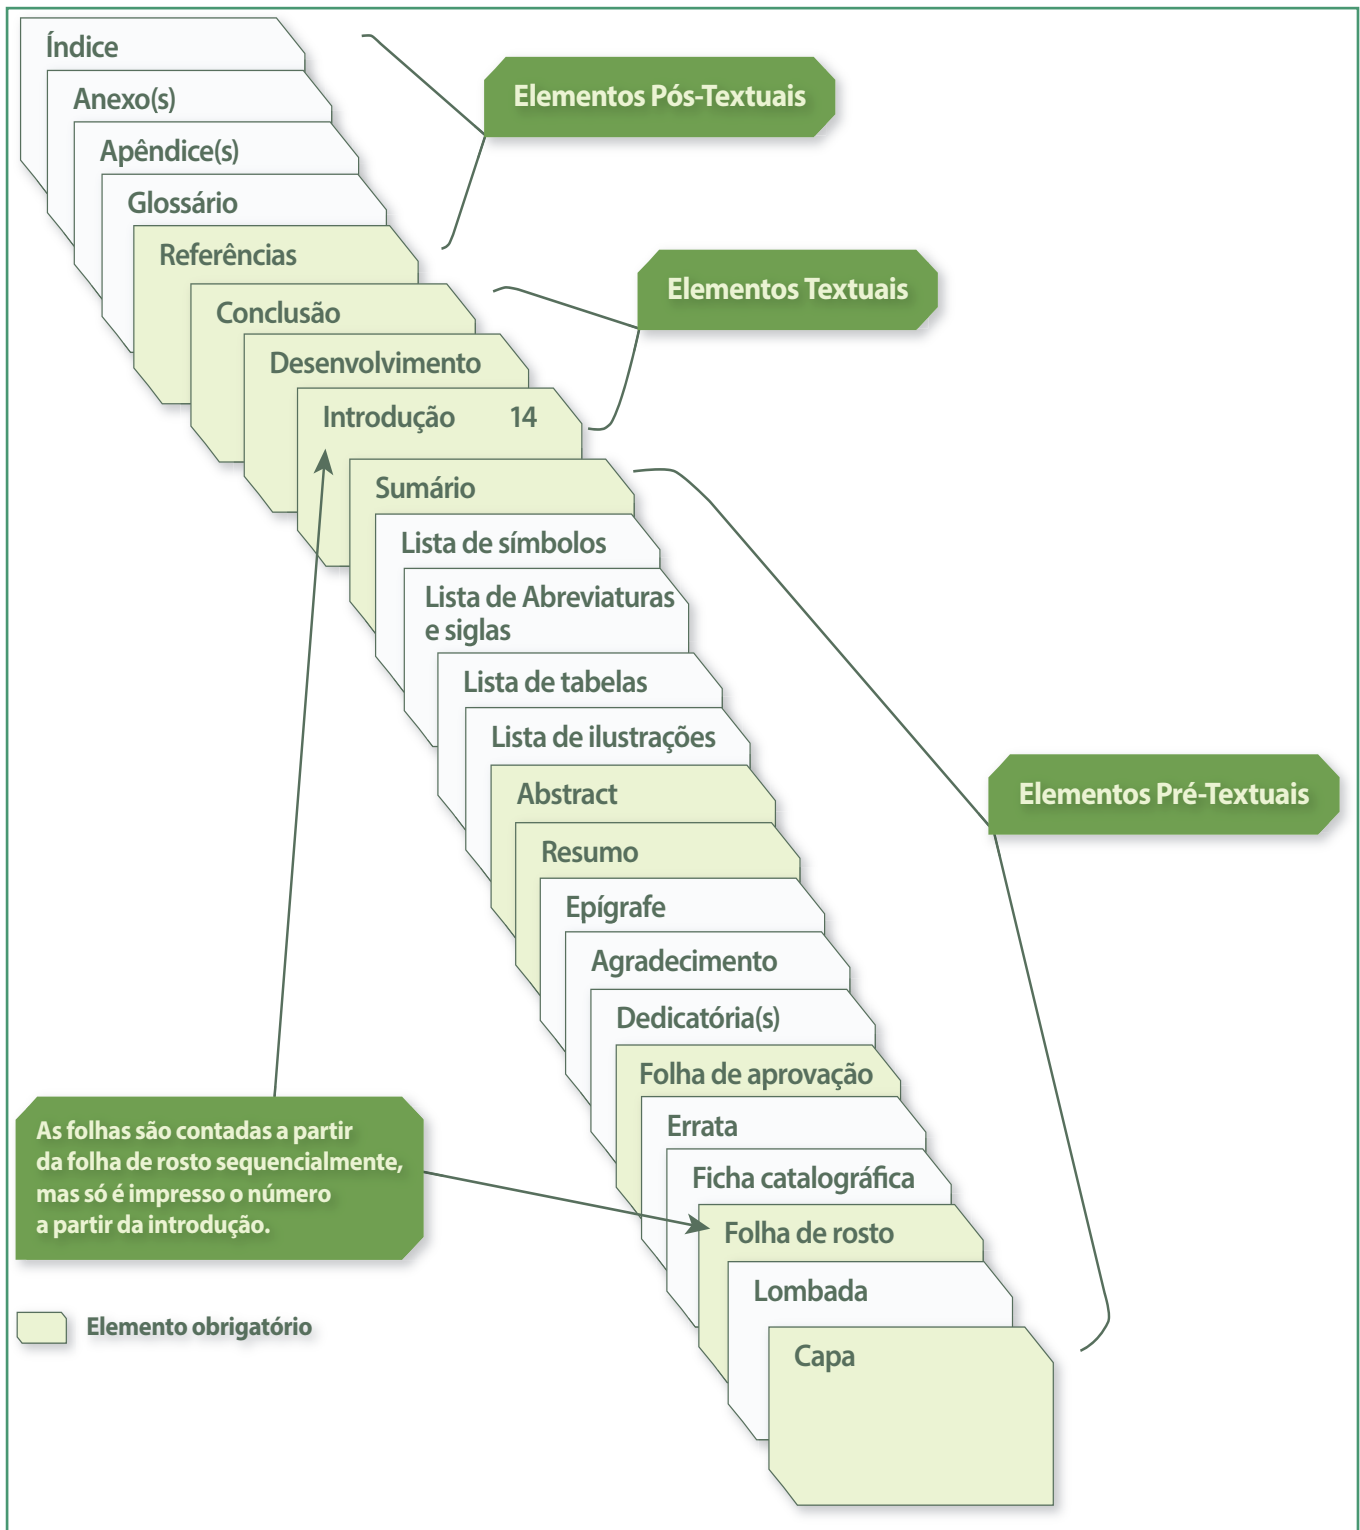 Índice
Anexo(s)
Elementos Pós-Textuais
Apêndice(s)
Glossário
Referências
Elementos Textuais
Conclusão
Desenvolvimento
Introdução 14
Sumário
Lista de símbolos
Lista de Abreviaturas
e siglas
Lista de tabelas
Lista de ilustrações
Abstract
Elementos Pré-Textuais
Resumo
Epígrafe
Agradecimento
Dedicatória(s)
Folha de aprovação
Errata
Ficha catalográfica
Folha de rosto
Lombada
Capa
As folhas são contadas a partir
da folha de rosto sequencialmente,
mas só é impresso o número
a partir da introdução.
Elemento obrigatório